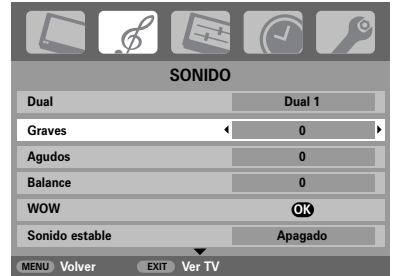 SONIDO
Dual Dual 1
Graves 0
Agudos 0
Balance 0
WOW OK
Sonido estable Apagado
MENU Volver EXIT Ver TV